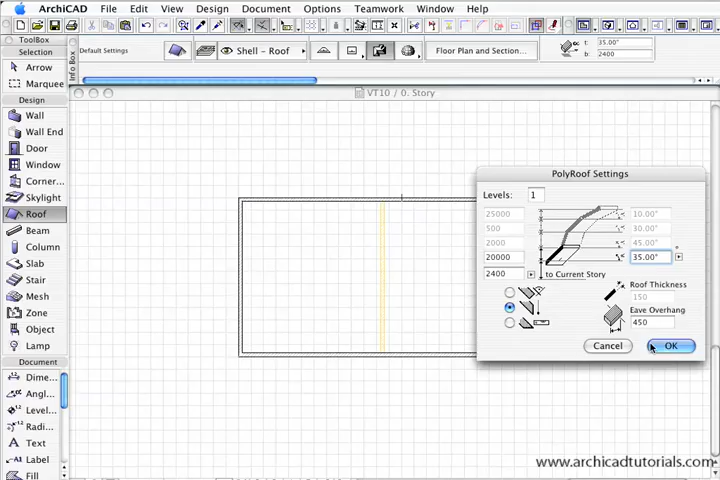 ArchiCAD File Edit View Design Document Options Teamwork Window Help
ToolBox
Selection
Arrow
Marquee
Design
Wall
Wall End
Door
Window
Corner...
Skylight
Roof
Beam
Column
Slab
Stair
Mesh
Zone
Object
Lamp
Document
Dime...
Angl...
Level...
Radi...
Text
Label
Fill
Info Box
Default Settings
Shell - Roof
Floor Plan and Section...
t: 35.00°
b: 2400
VT10 / 0. Story
PolyRoof Settings
Levels: 1
25000 10.00°
500 30.00°
2000 45.00°
20000 35.00°
2400 to Current Story
Roof Thickness
150
Eave Overhang
450
Cancel OK
www.archicadtutorials.com